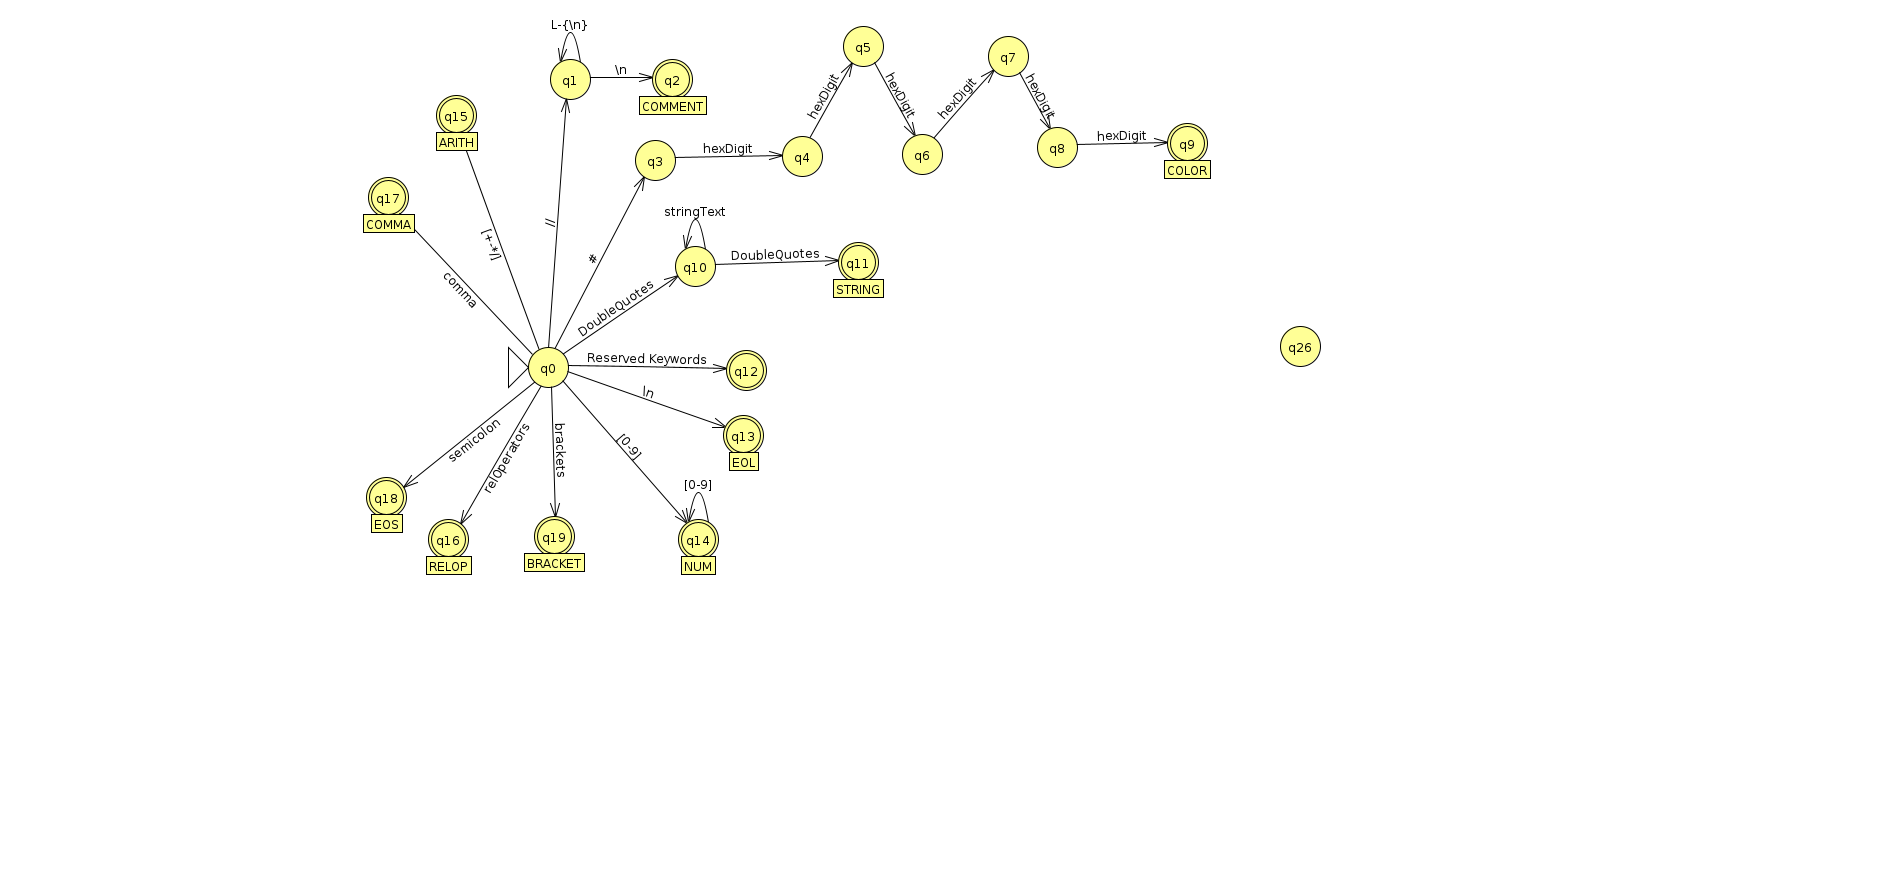 L-{\n}
q5
q7
\n
q1
q2
COMMENT
hexDigit
hexDigit
hexDigit
hexDigit
q15
ARITH
q3
hexDigit
q4
q6
q8
hexDigit
q9
COLOR
q17
COMMA
stringText
//
[+-*/]
#
q10
DoubleQuotes
q11
STRING
comma
DoubleQuotes
q26
q0
Reserved Keywords
q12
\n
q13
EOL
semicolon
relOperators
brackets
[0-9]
[0-9]
q18
EOS
q16
RELOP
q19
BRACKET
q14
NUM